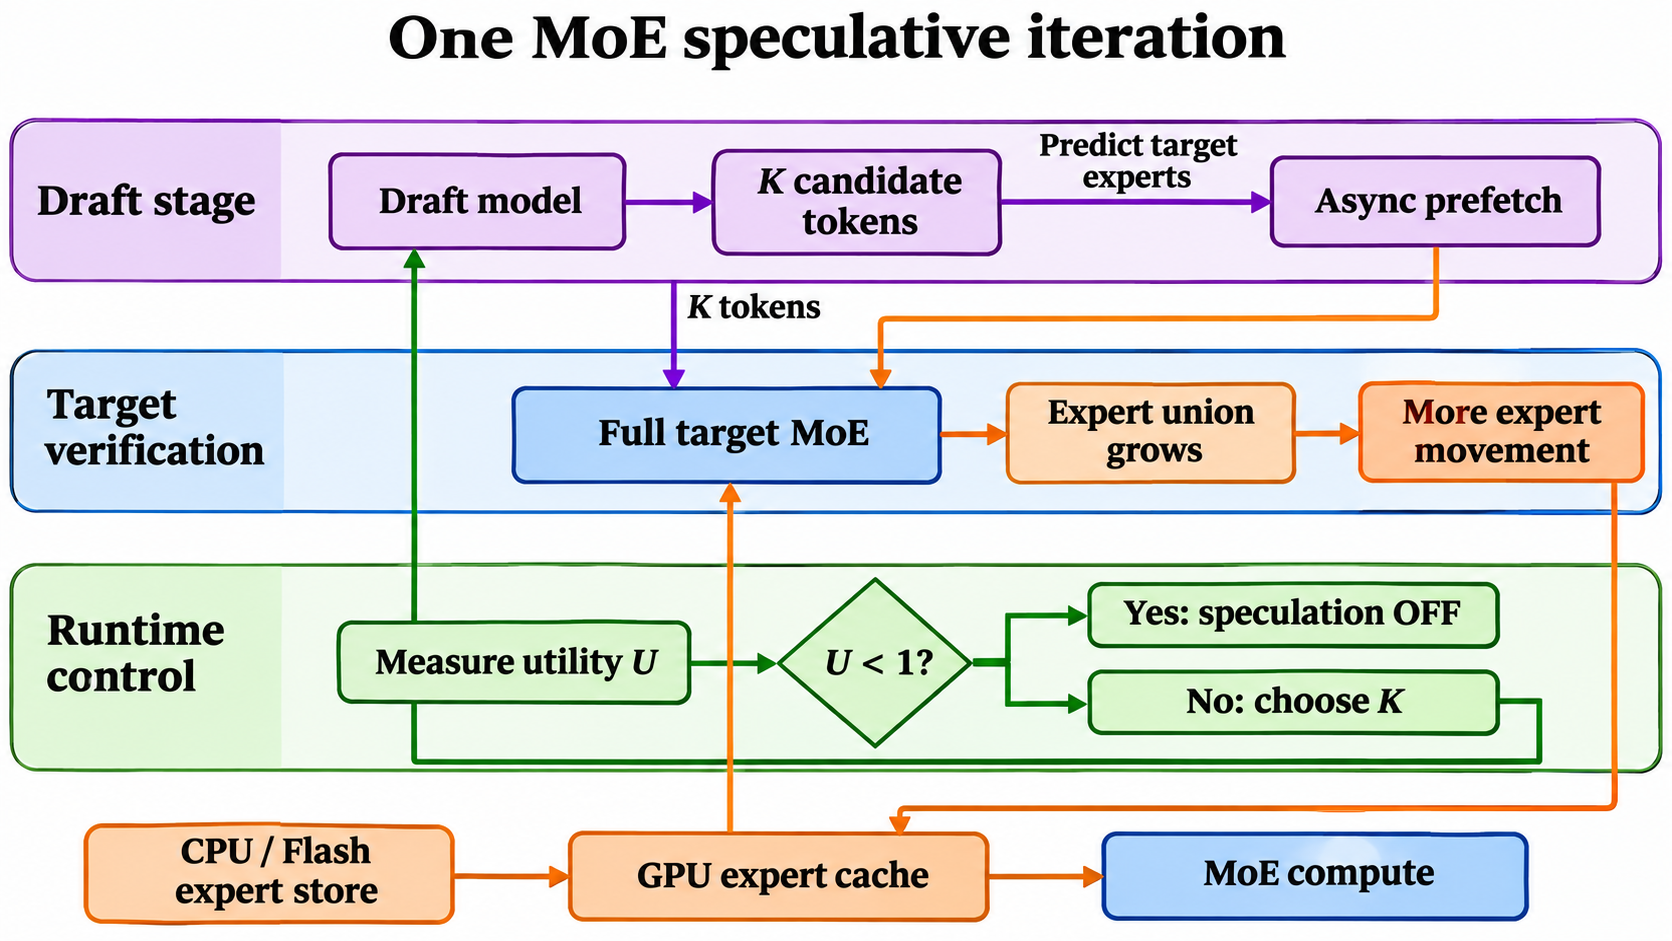 One MoE speculative iteration
Draft stage
Draft model
K candidate
tokens
Predict target
experts
Async prefetch
K tokens
Target
verification
Full target MoE
Expert union
grows
More expert
movement
Runtime
control
Measure utility U
U < 1?
Yes: speculation OFF
No: choose K
CPU / Flash
expert store
GPU expert cache
MoE compute